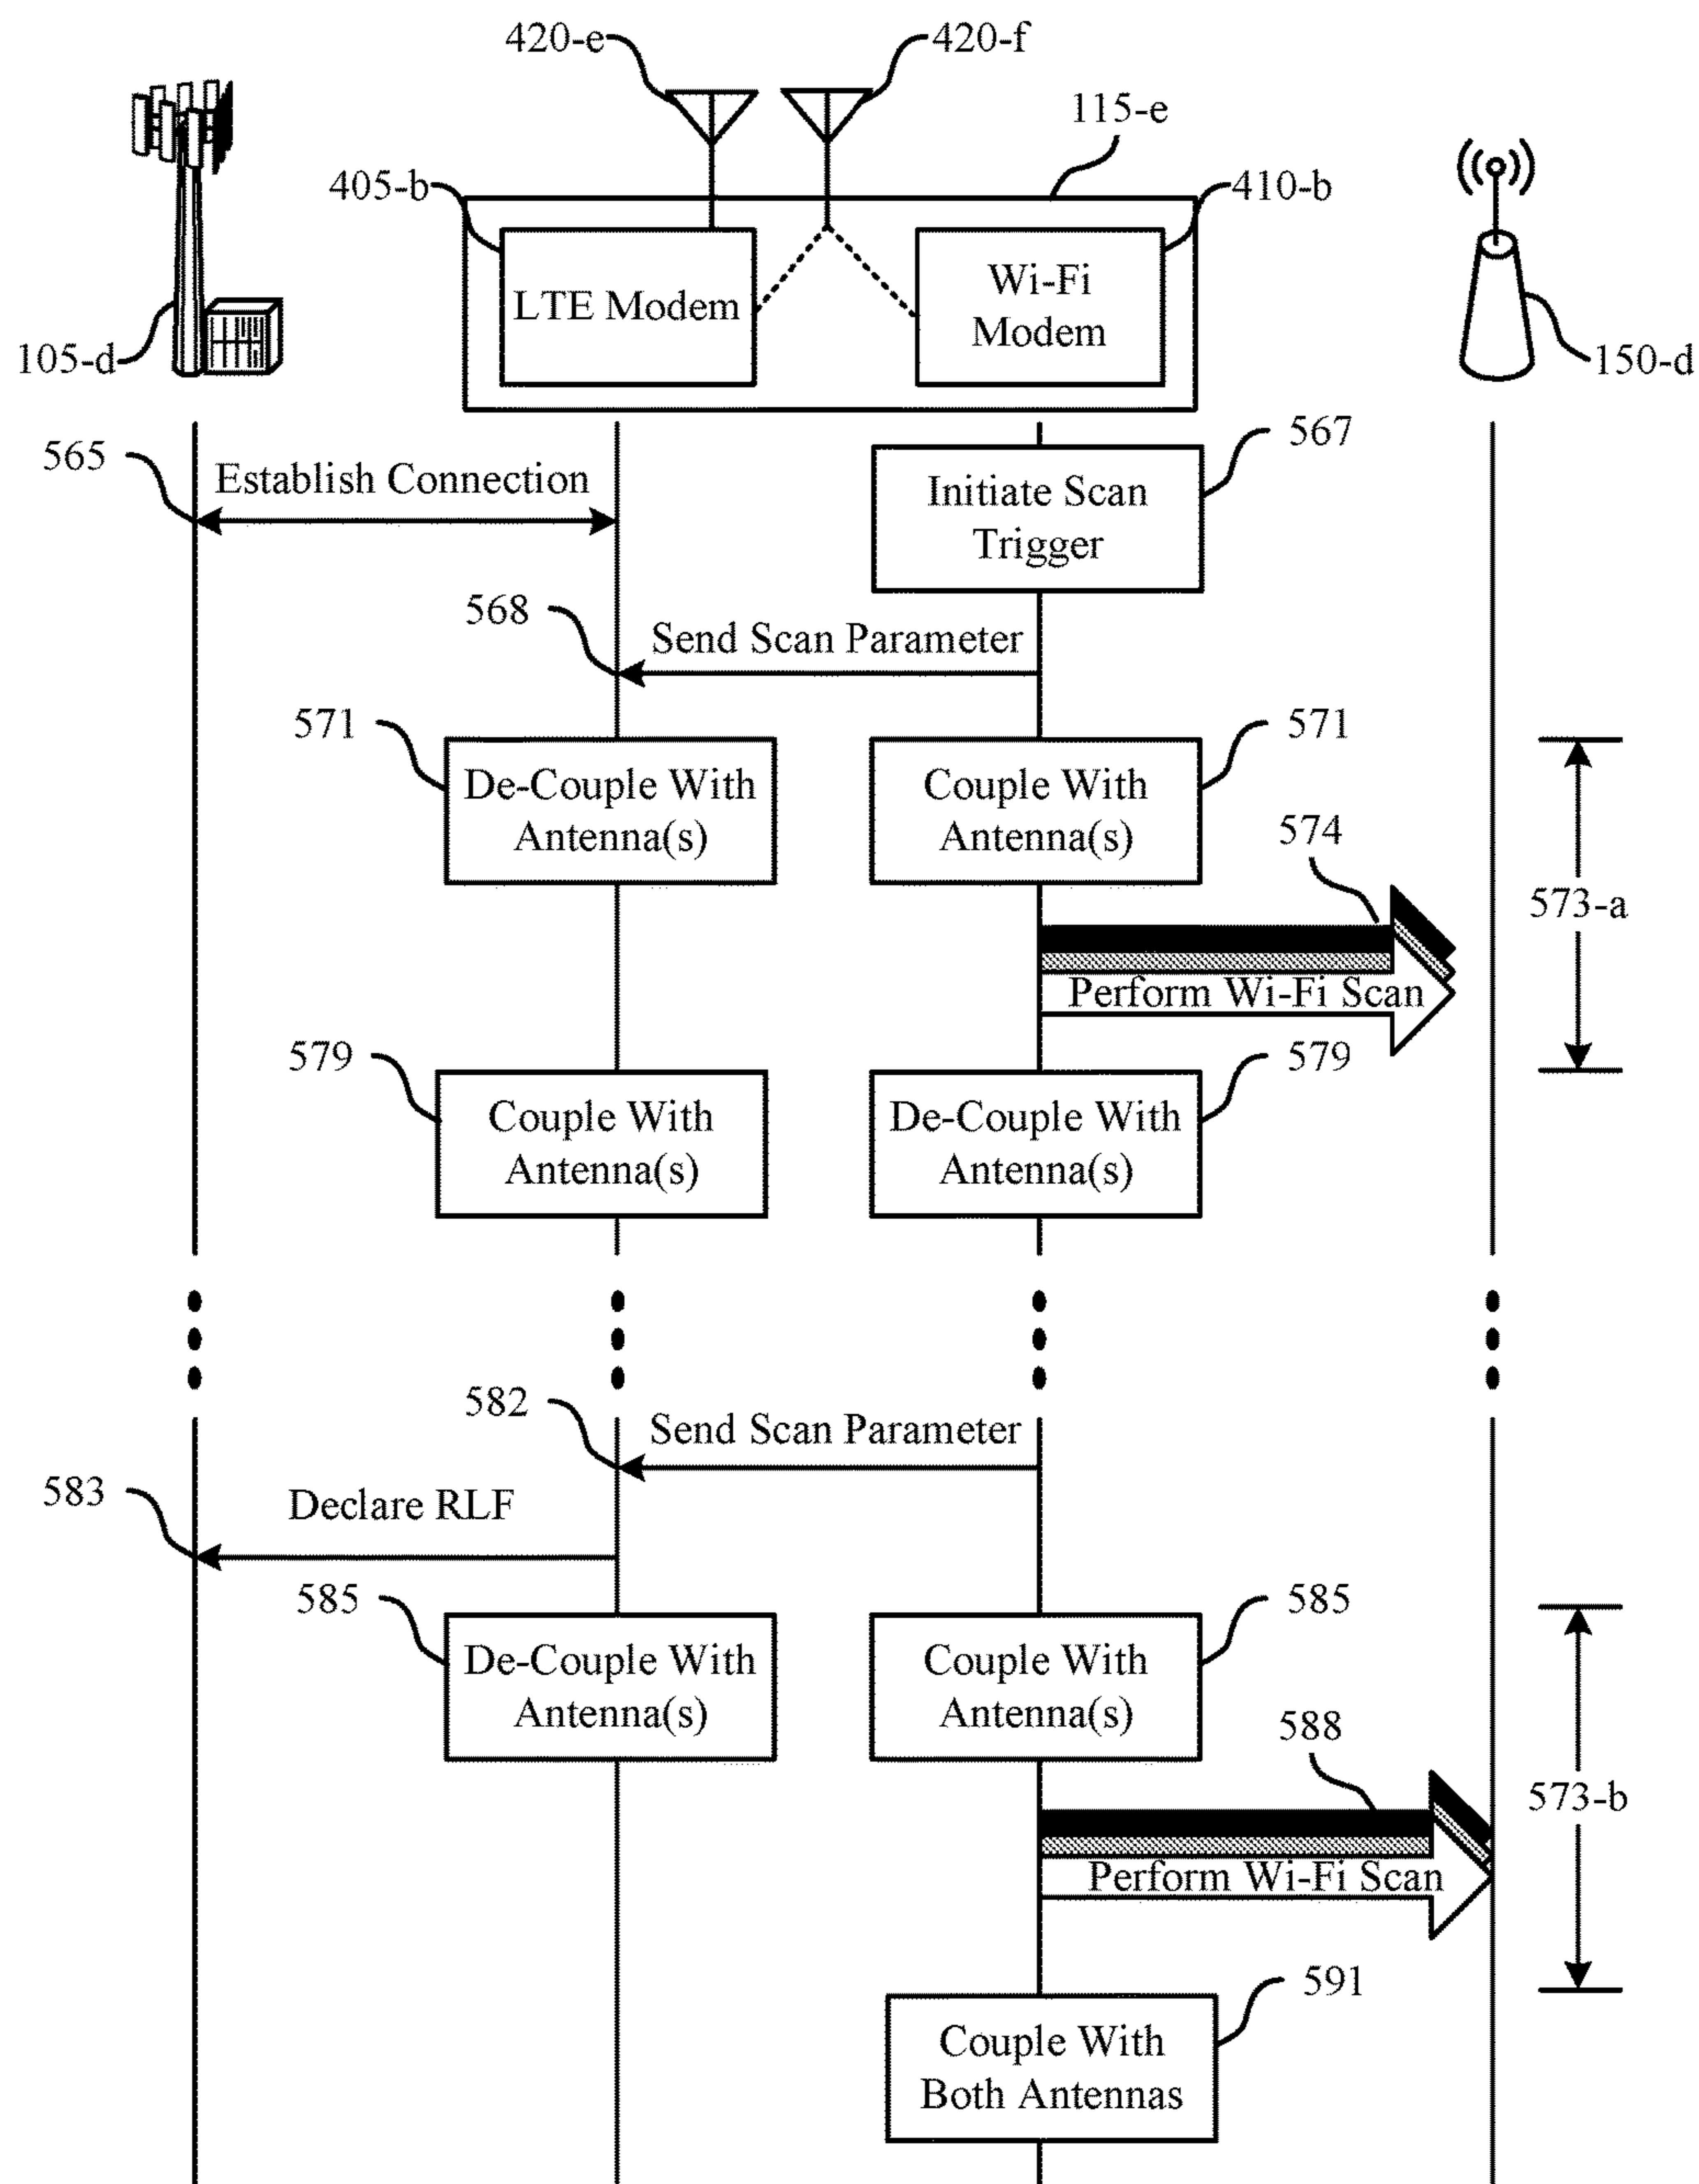 420-e
420-f
115-e
405-b
410-b
LTE Modem
Wi-Fi
Modem
105-d
150-d
565
Establish Connection
567
Initiate Scan
Trigger
568
Send Scan Parameter
571
De-Couple With
Antenna(s)
571
Couple With
Antenna(s)
574
573-a
Perform Wi-Fi Scan
579
Couple With
Antenna(s)
579
De-Couple With
Antenna(s)
582
Send Scan Parameter
583
Declare RLF
585
De-Couple With
Antenna(s)
585
Couple With
Antenna(s)
588
573-b
Perform Wi-Fi Scan
591
Couple With
Both Antennas